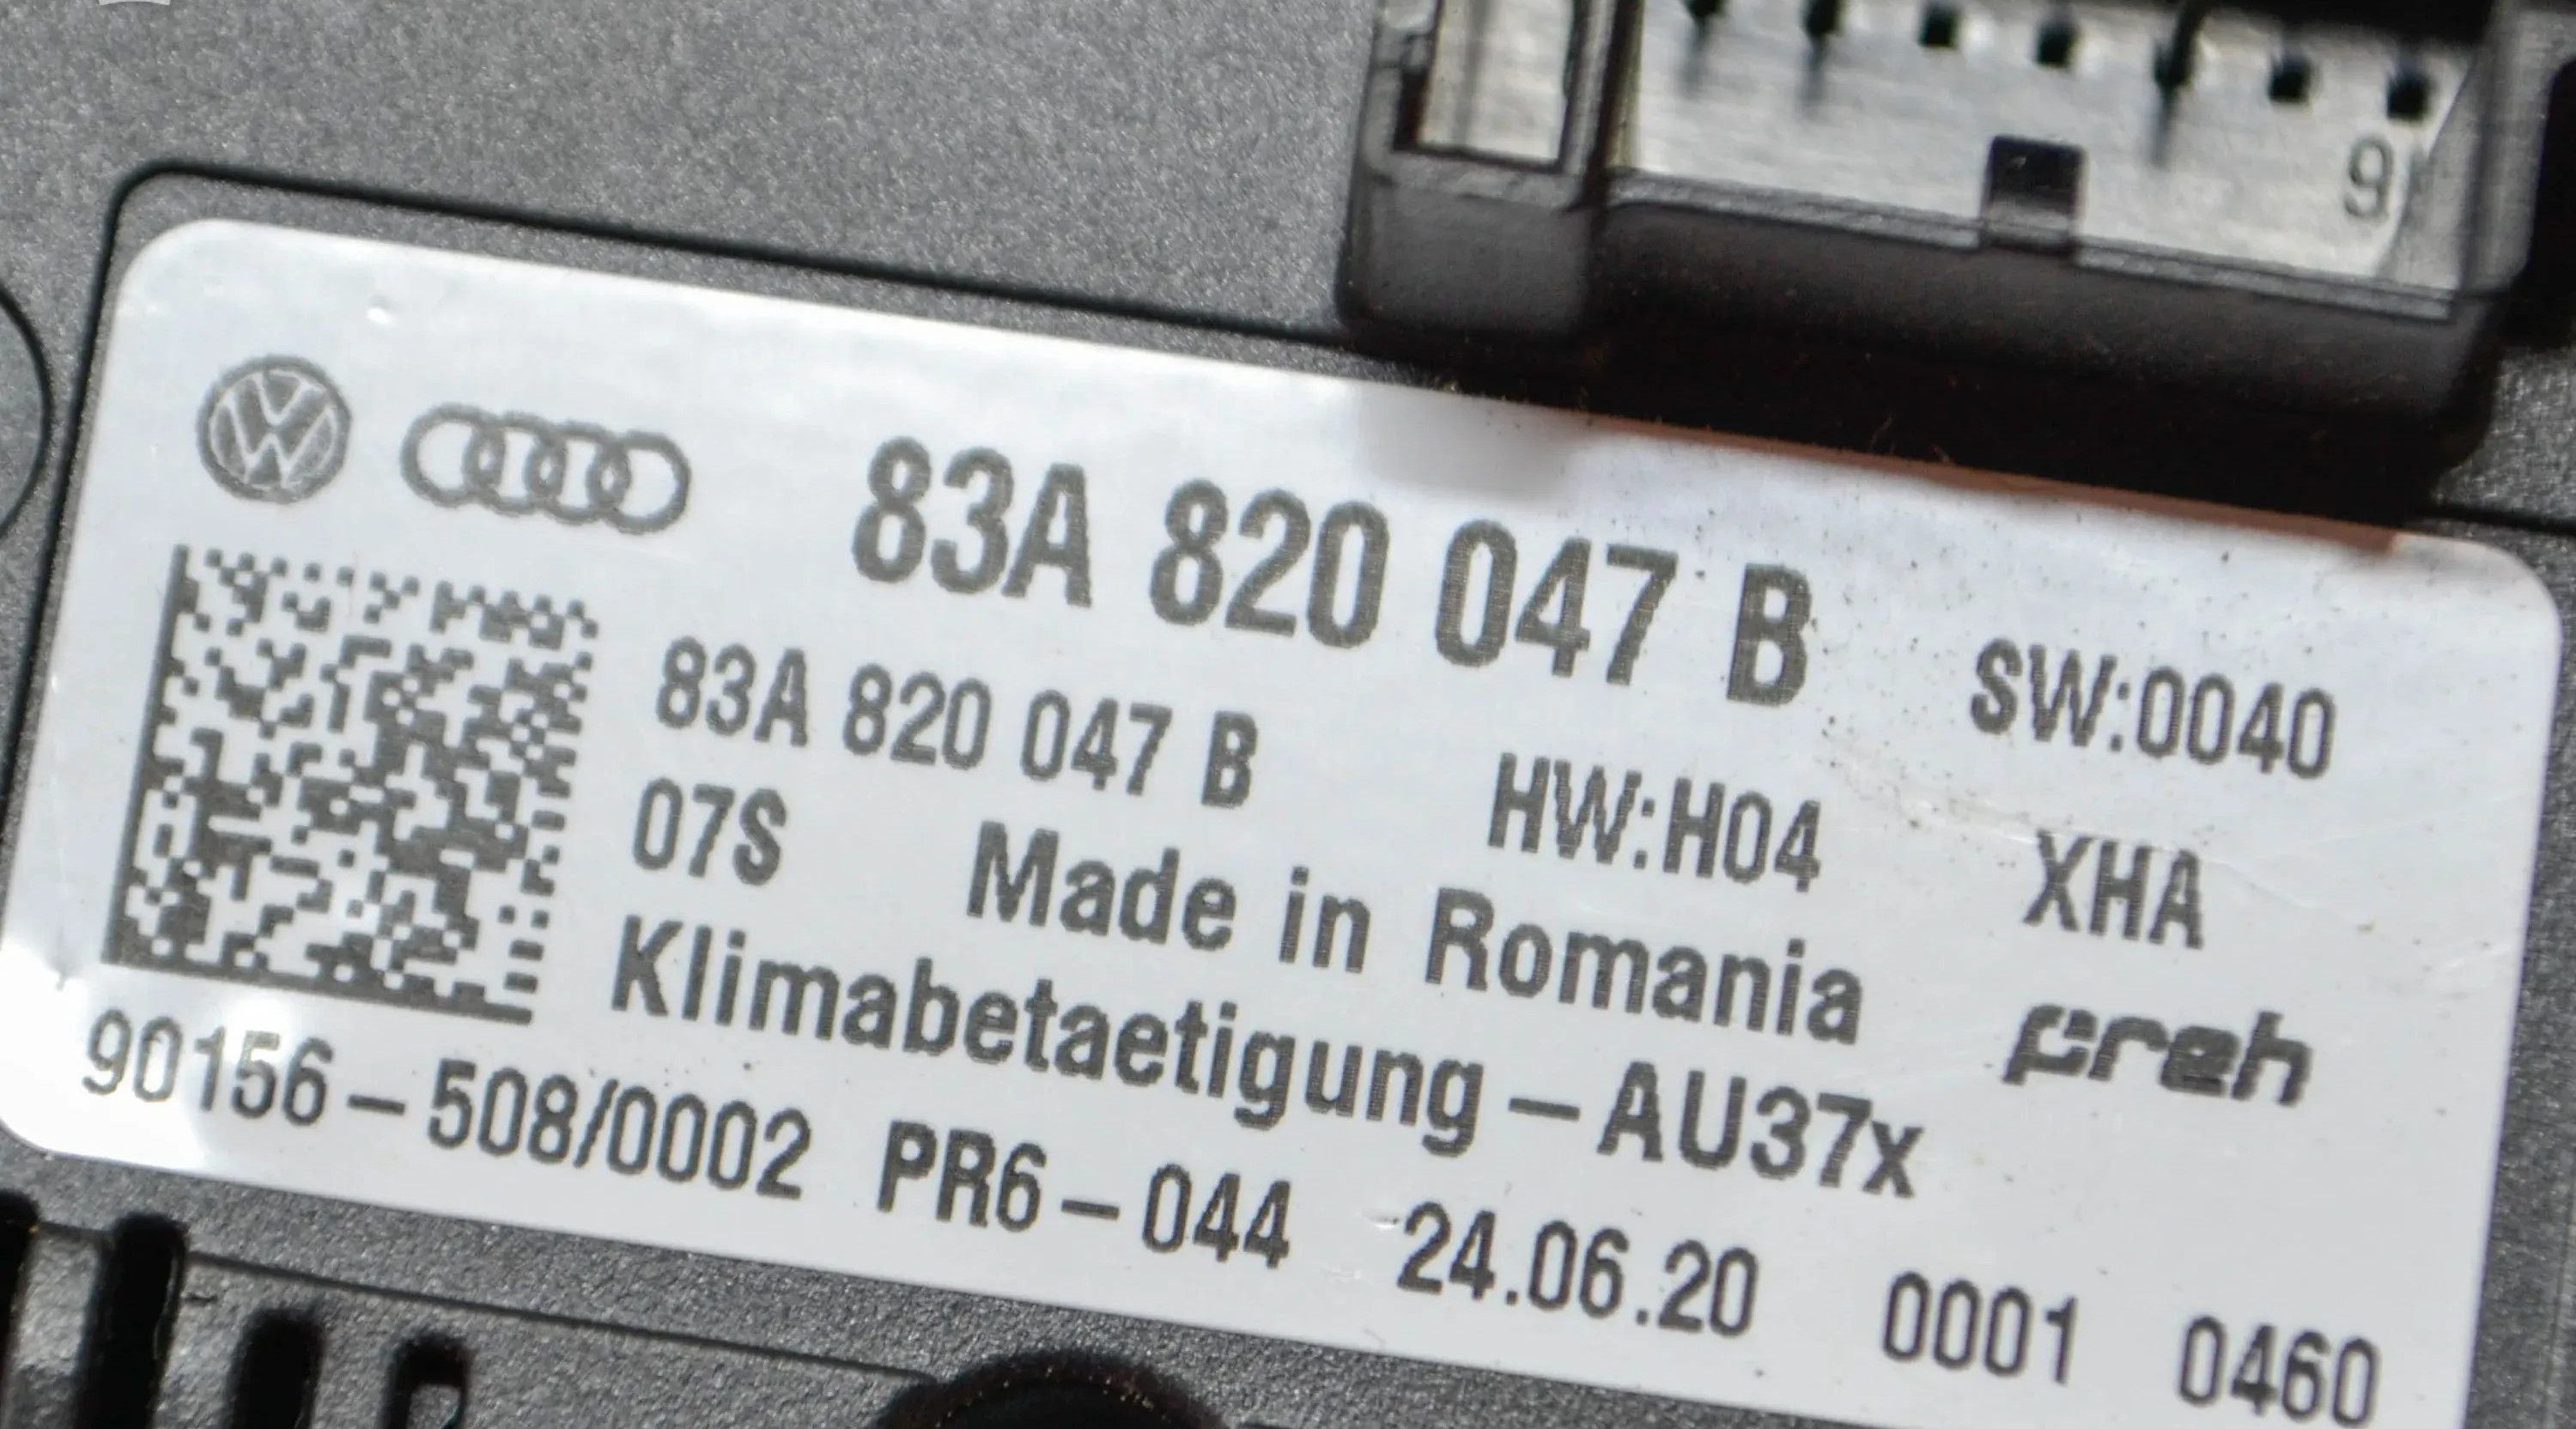 9
83A 820 047 B
83A 820 047 B SW:0040
07S HW:H04 XHA
Made in Romania
Klimabetaetigung-AU37x preh
90156-508/0002 PR6-044 24.06.20 0001 0460